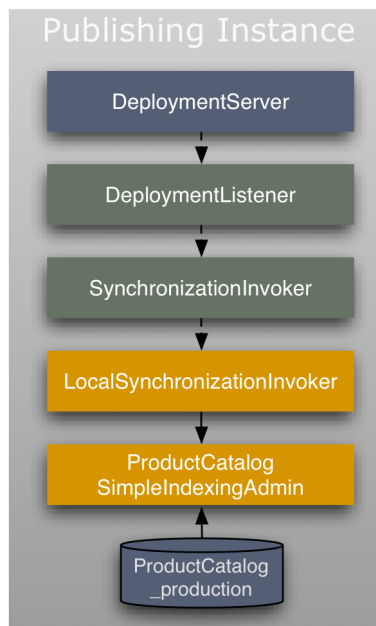 Publishing Instance
DeploymentServer
DeploymentListener
SynchronizationInvoker
LocalSynchronizationInvoker
ProductCatalog
SimpleIndexingAdmin
ProductCatalog
_production